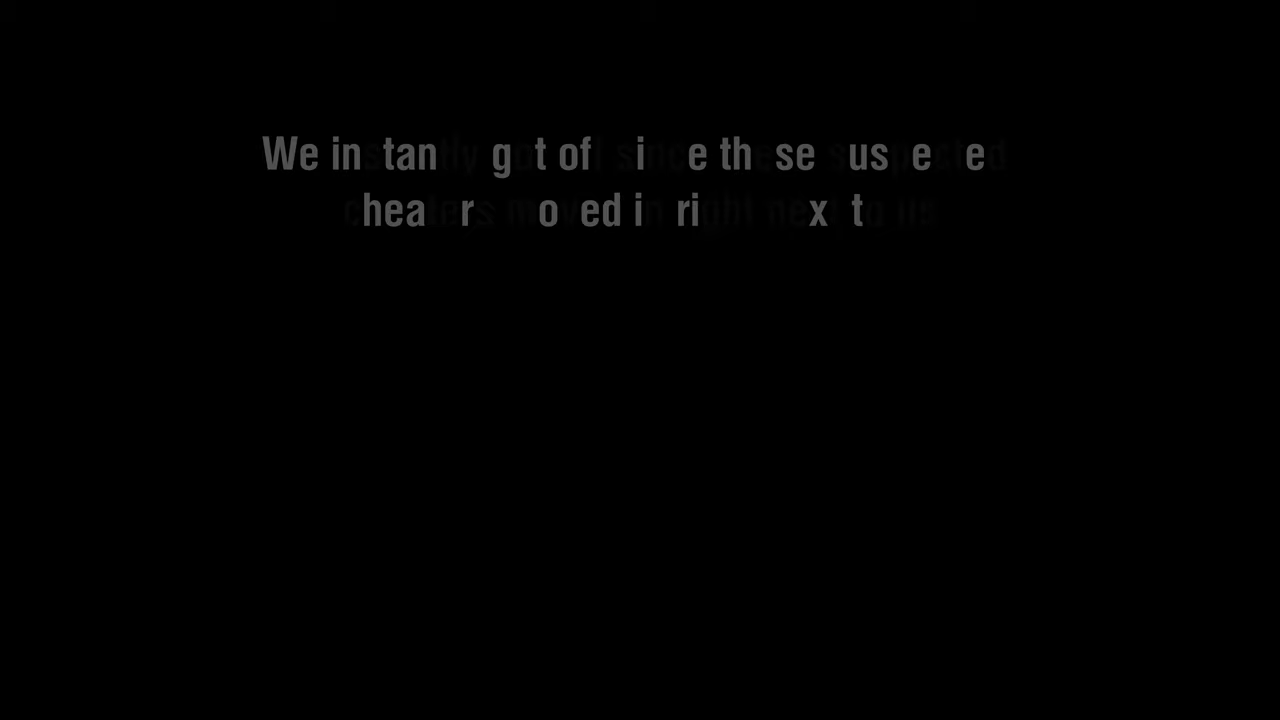 We instantly got off since these suspected
cheaters moved in right next to us